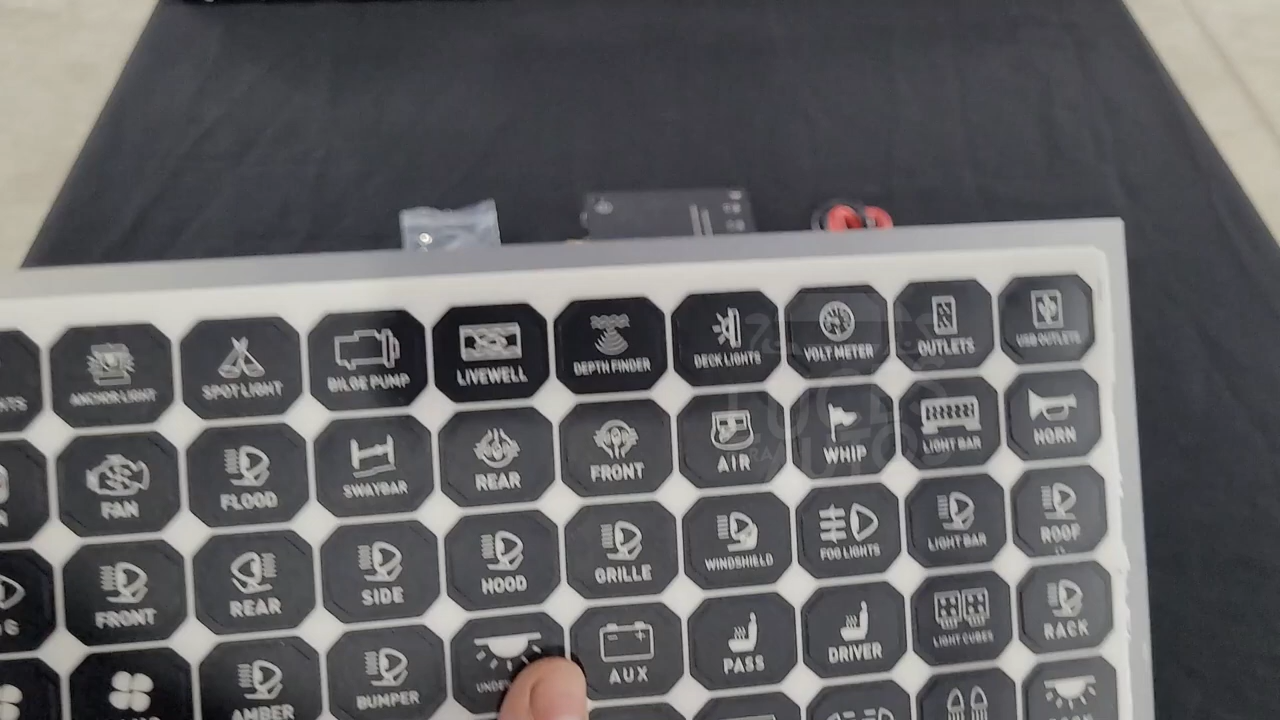 ANCHOR LIGHT
SPOT LIGHT
BILGE PUMP
LIVEWELL
DEPTH FINDER
DECK LIGHTS
VOLT METER
OUTLETS
USB OUTLETS
FAN
FLOOD
SWAYBAR
REAR
FRONT
AIR
WHIP
LIGHT BAR
HORN
FRONT
REAR
SIDE
HOOD
GRILLE
WINDSHIELD
FOG LIGHTS
LIGHT BAR
ROOF
AMBER
BUMPER
AUX
PASS
DRIVER
LIGHT CUBES
RACK